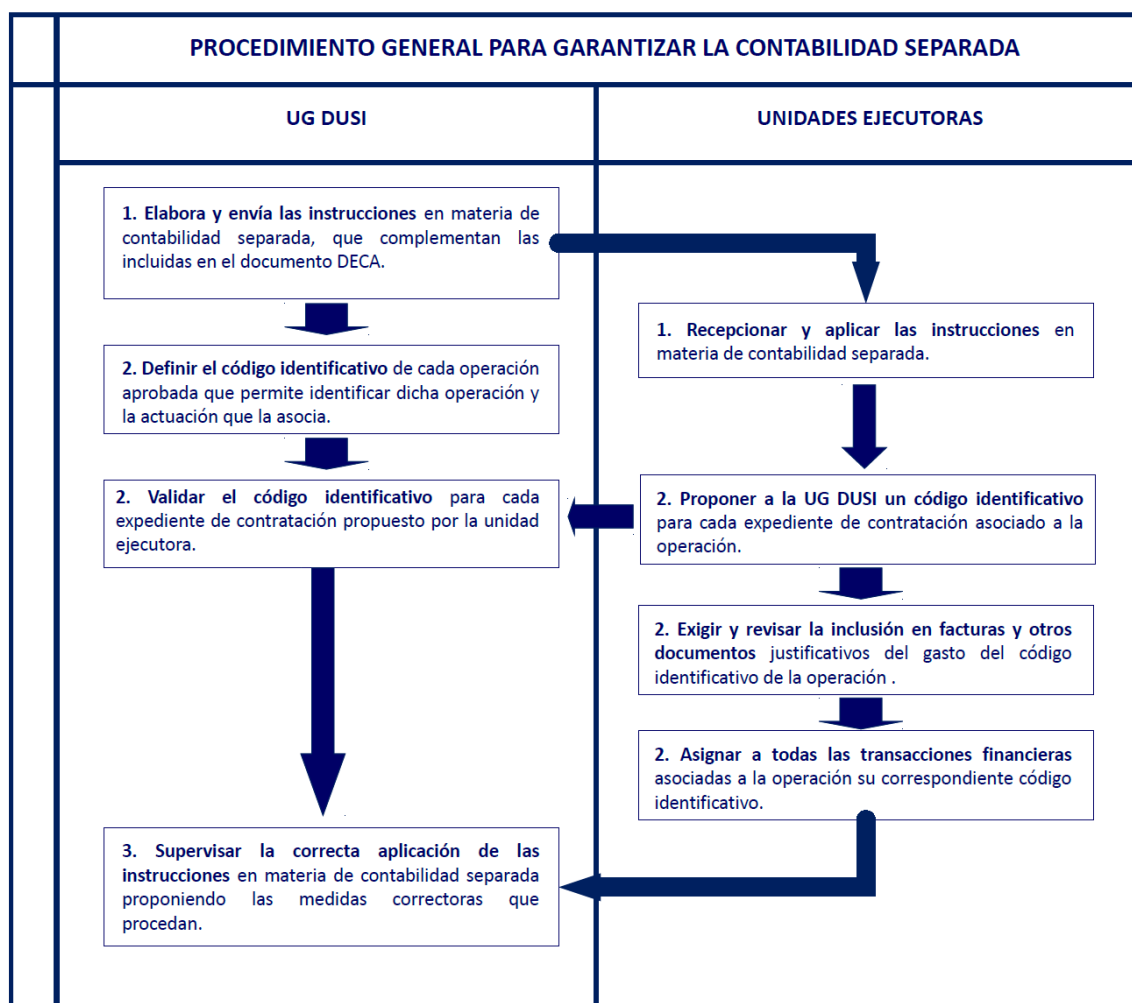 PROCEDIMIENTO GENERAL PARA GARANTIZAR LA CONTABILIDAD SEPARADA
UG DUSI
UNIDADES EJECUTORAS
1. Elabora y envía las instrucciones en materia de
contabilidad separada, que complementan las
incluidas en el documento DECA.
1. Recepcionar y aplicar las instrucciones en
materia de contabilidad separada.
2. Definir el código identificativo de cada operación
aprobada que permite identificar dicha operación y
la actuación que la asocia.
2. Validar el código identificativo para cada
expediente de contratación propuesto por la unidad
ejecutora.
2. Proponer a la UG DUSI un código identificativo
para cada expediente de contratación asociado a la
operación.
2. Exigir y revisar la inclusión en facturas y otros
documentos justificativos del gasto del código
identificativo de la operación .
2. Asignar a todas las transacciones financieras
asociadas a la operación su correspondiente código
identificativo.
3. Supervisar la correcta aplicación de las
instrucciones en materia de contabilidad separada
proponiendo las medidas correctoras que
procedan.